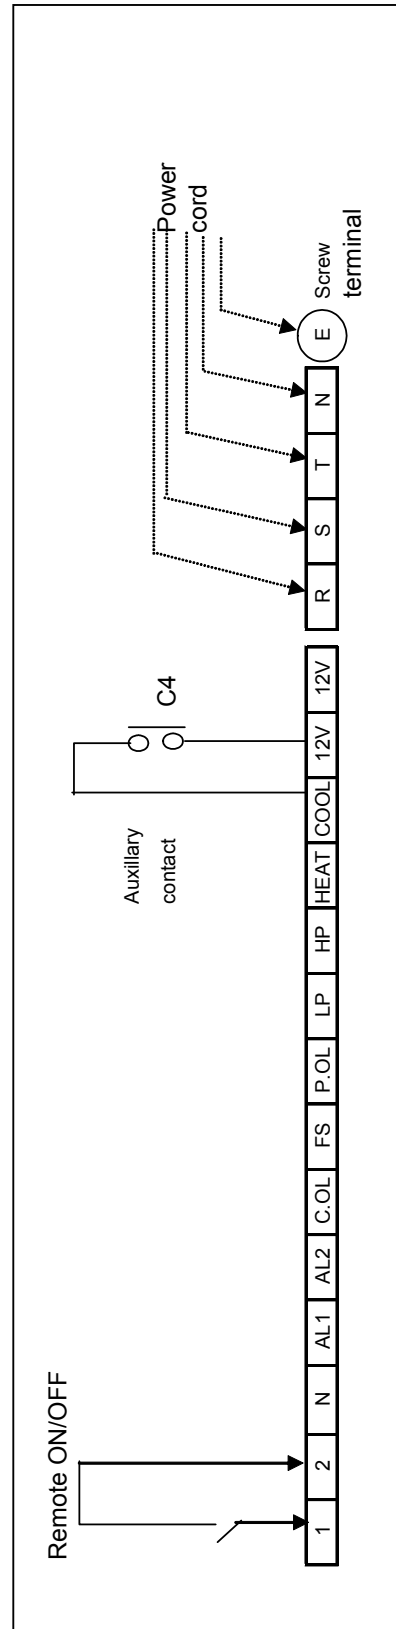 Remote ON/OFF
Auxillary
contact
C4
Power
cord
Screw
terminal
1 2 N AL1 AL2 C.OL FS P.OL LP HP HEAT COOL 12V 12V R S T N E